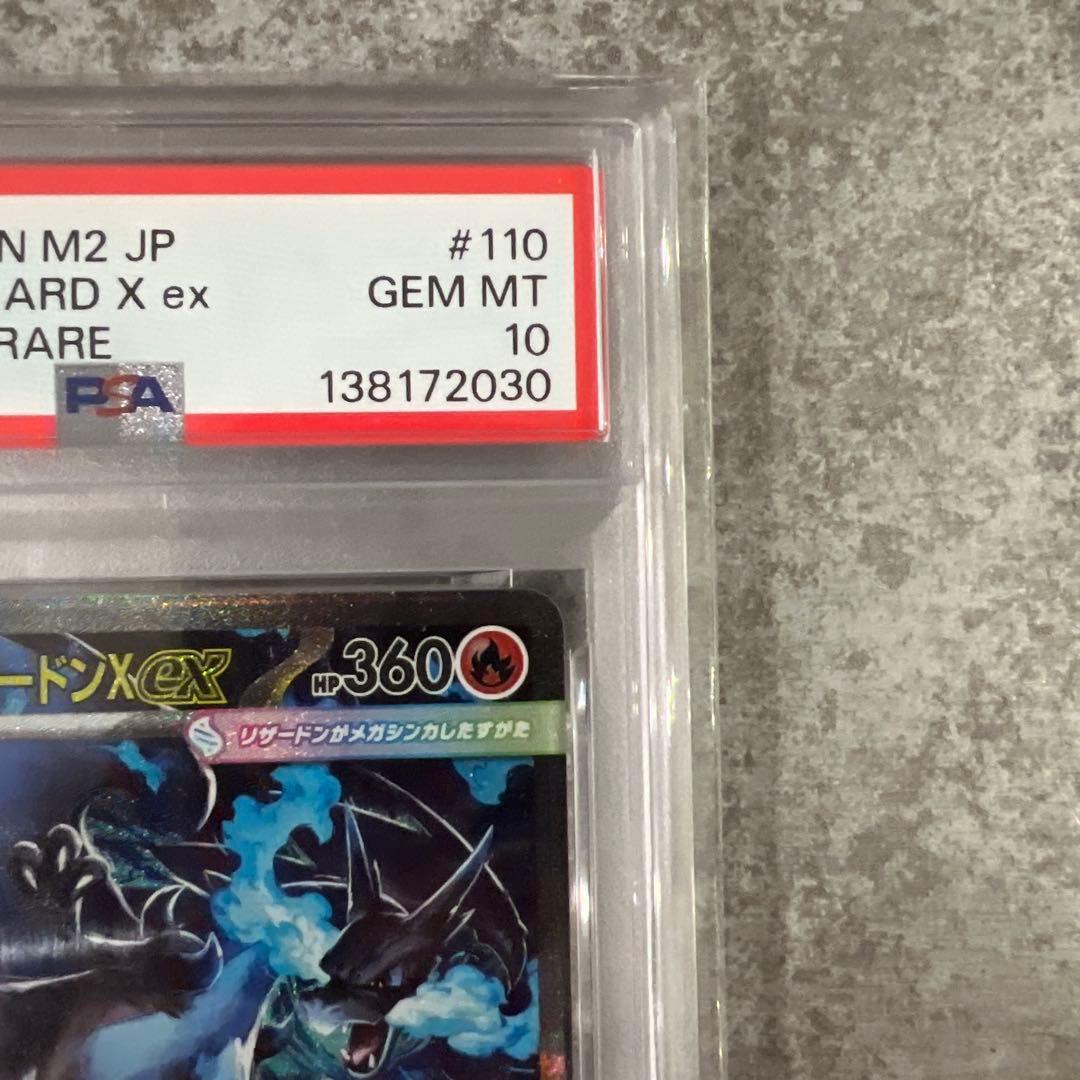 N M2 JP #110
ARD X ex GEM MT
RARE 10
PSA 138172030
ードンXex HP360
リザードンがメガシンカしたすがた